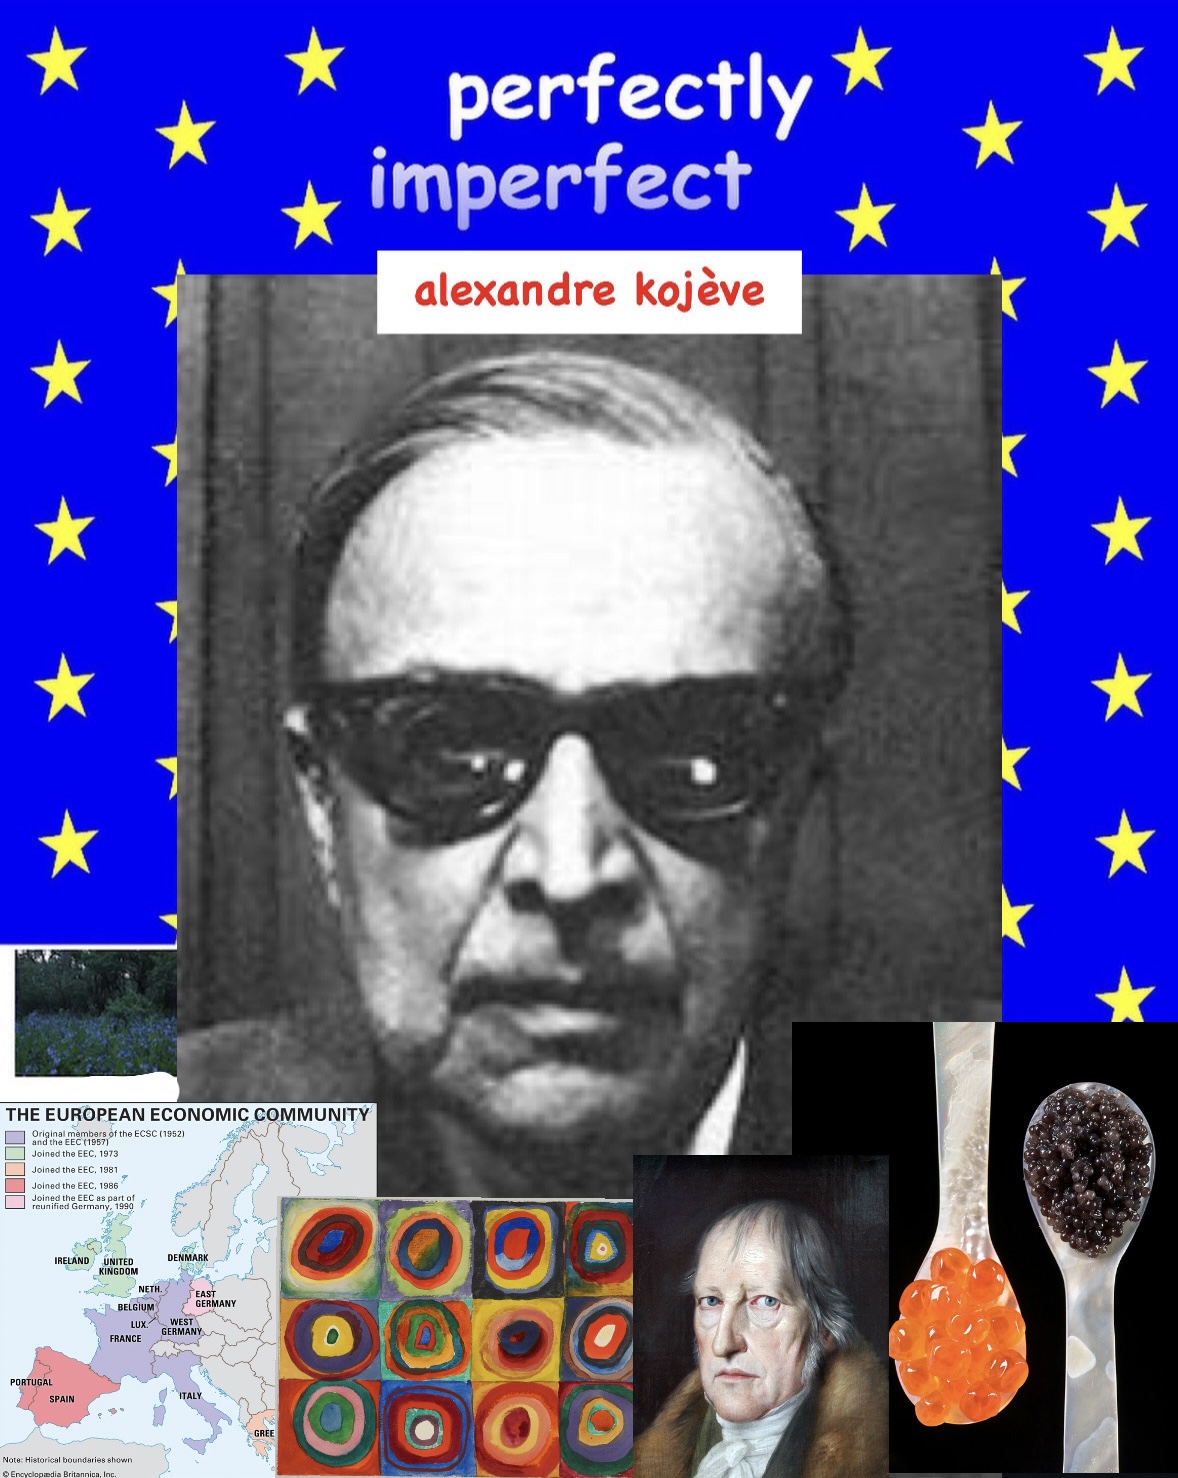 perfectly
imperfect
alexandre kojève
THE EUROPEAN ECONOMIC COMMUNITY
Original members of the ECSC (1952)
and the EEC (1957)
Joined the EEC, 1973
Joined the EEC, 1981
Joined the EEC, 1986
Joined the EEC as part of
reunified Germany, 1990
IRELAND
UNITED
KINGDOM
DENMARK
NETH.
EAST
GERMANY
BELGIUM
LUX.
WEST
GERMANY
FRANCE
PORTUGAL
SPAIN
ITALY
GREE
Note: Historical boundaries shown
© Encyclopædia Britannica, Inc.